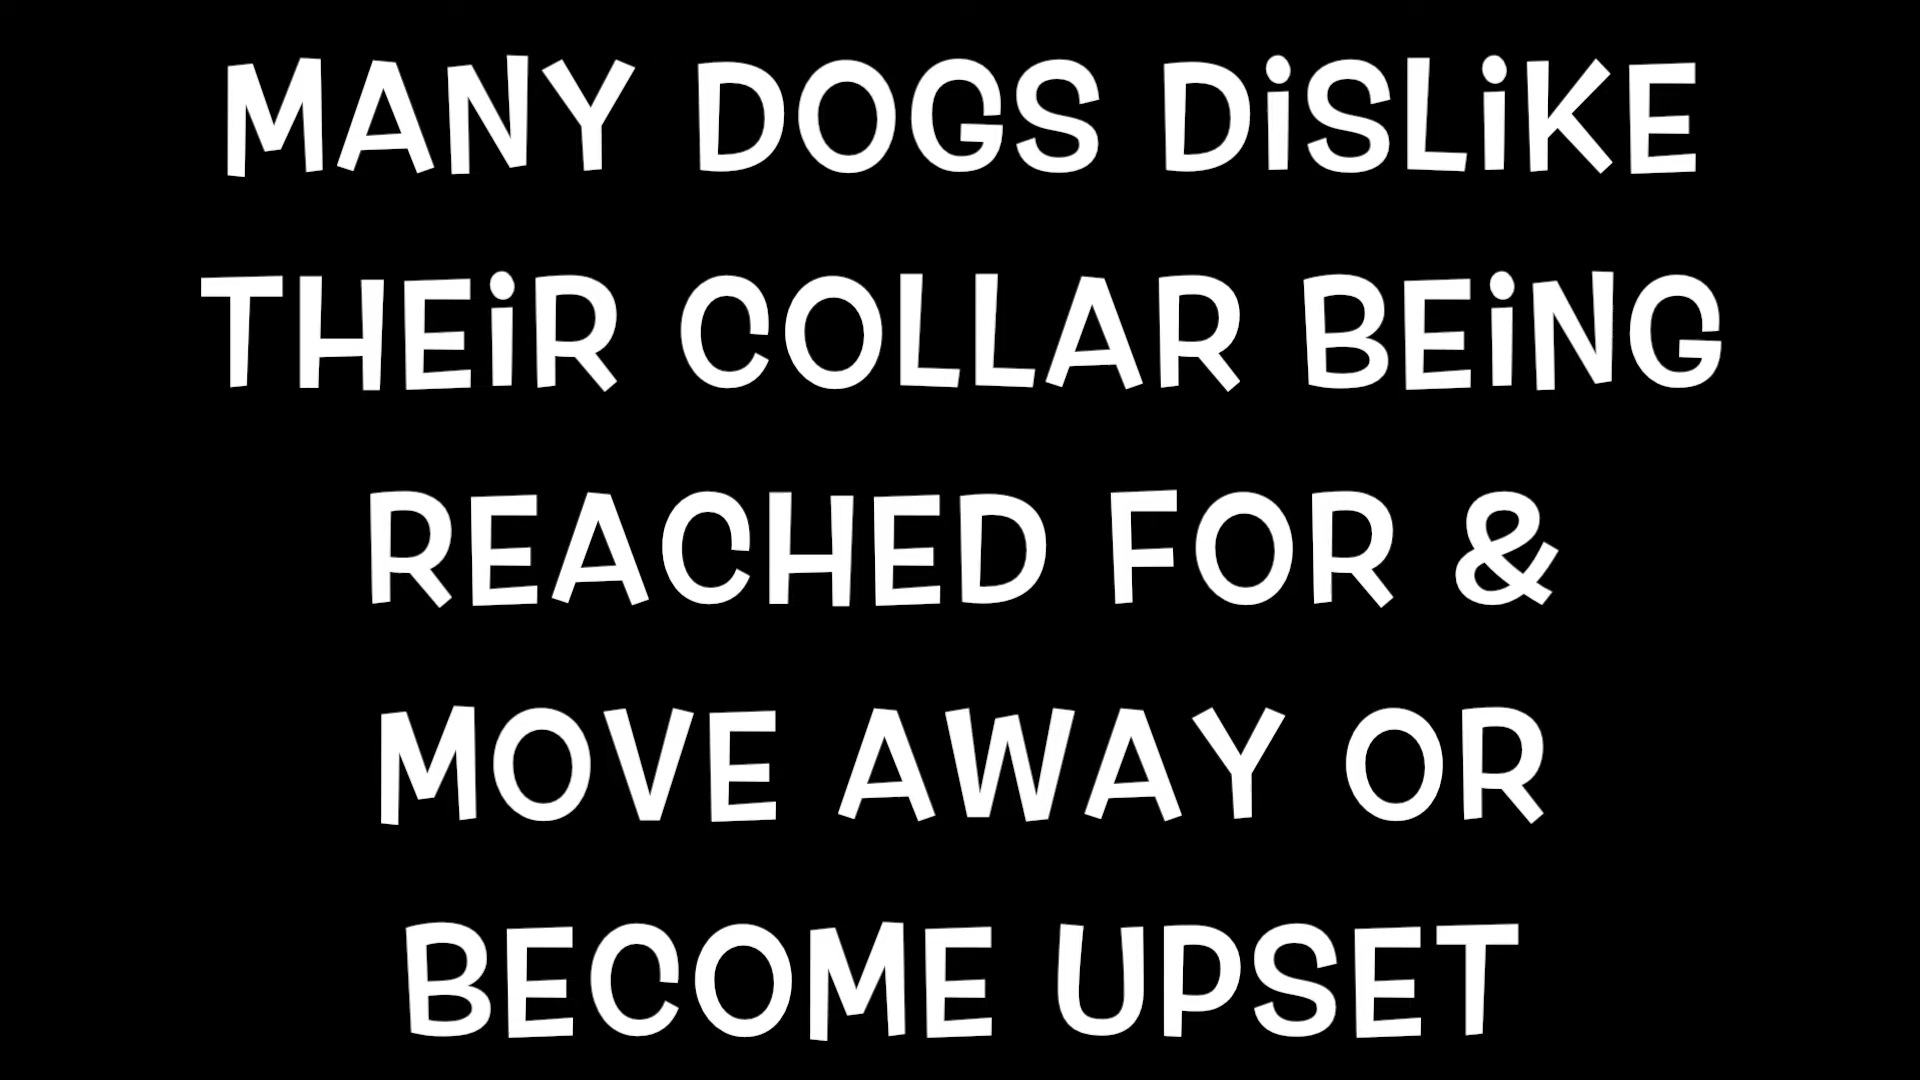 MANY DOGS DiSLiKE
THEiR COLLAR BEiNG
REACHED FOR &
MOVE AWAY OR
BECOME UPSET